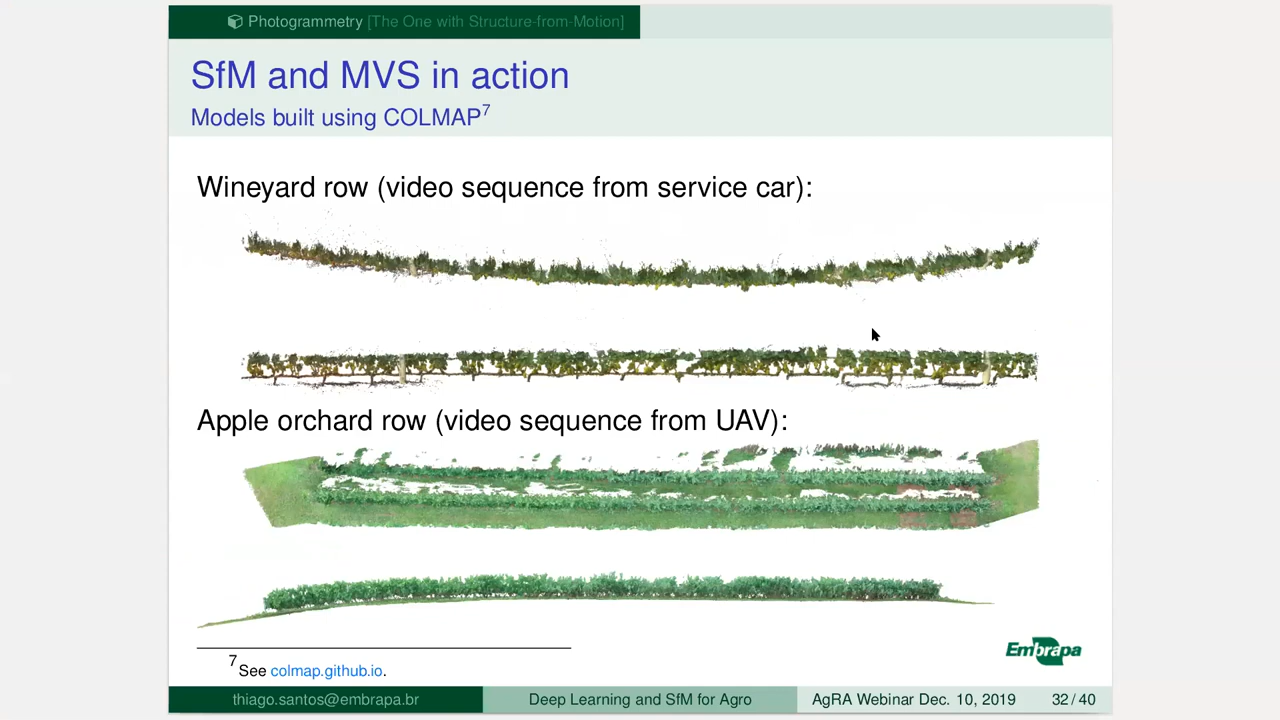 Photogrammetry [The One with Structure-from-Motion]
SfM and MVS in action
Models built using COLMAP7
Wineyard row (video sequence from service car):
Apple orchard row (video sequence from UAV):
7 See colmap.github.io.
Embrapa
thiago.santos@embrapa.br Deep Learning and SfM for Agro AgRA Webinar Dec. 10, 2019 32/40